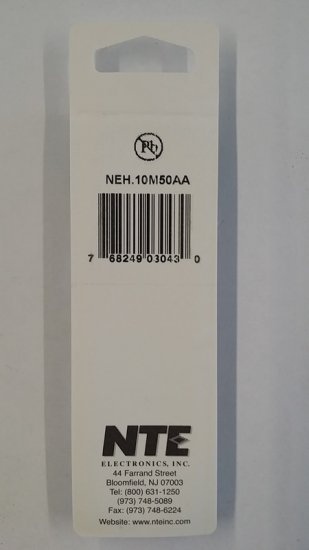 Pb
NEH.10M50AA
7 68249 03043 0
NTE
ELECTRONICS, INC.
44 Farrand Street
Bloomfield, NJ 07003
Tel: (800) 631-1250
(973) 748-5089
Fax: (973) 748-6224
Website: www.nteinc.com